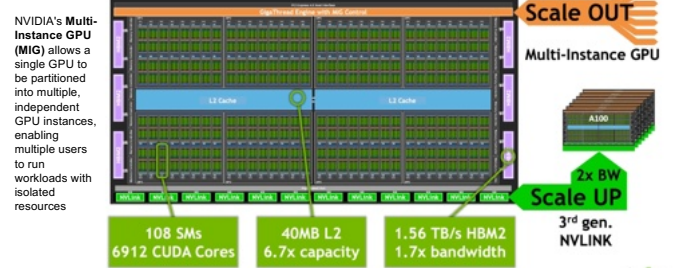 NVIDIA's Multi-
Instance GPU
(MIG) allows a
single GPU to
be partitioned
into multiple,
independent
GPU instances,
enabling
multiple users
to run
workloads with
isolated
resources
GigaThread Engine with MIG Control
L2 Cache
L2 Cache
NVLink
NVLink
NVLink
NVLink
NVLink
NVLink
NVLink
NVLink
NVLink
NVLink
NVLink
NVLink
108 SMs
6912 CUDA Cores
40MB L2
6.7x capacity
1.56 TB/s HBM2
1.7x bandwidth
Scale OUT
Multi-Instance GPU
A100
2x BW
Scale UP
3rd gen.
NVLINK